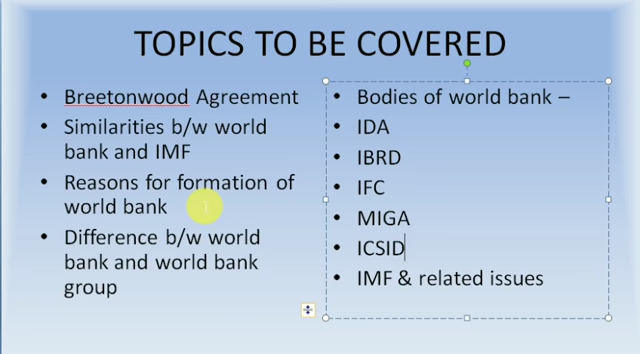 TOPICS TO BE COVERED
• Breetonwood Agreement
• Similarities b/w world
bank and IMF
• Reasons for formation of
world bank
• Difference b/w world
bank and world bank
group
• Bodies of world bank –
• IDA
• IBRD
• IFC
• MIGA
• ICSID
• IMF & related issues